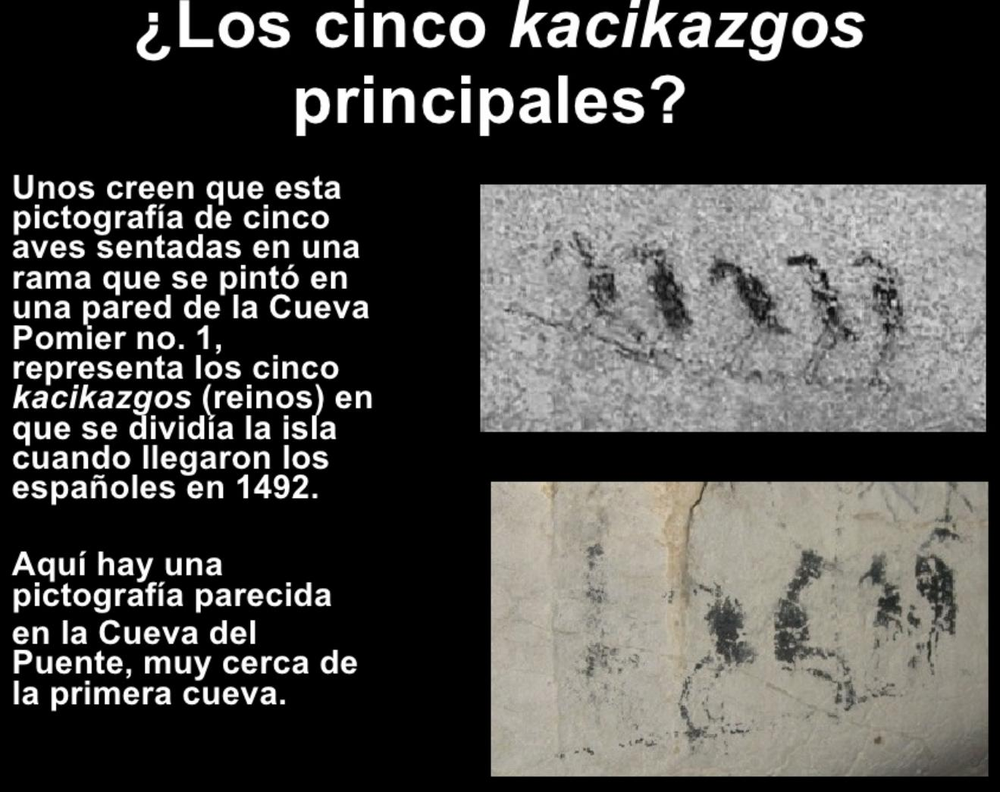 ¿Los cinco kacikazgos
principales?
Unos creen que esta
pictografía de cinco
aves sentadas en una
rama que se pintó en
una pared de la Cueva
Pomier no. 1,
representa los cinco
kacikazgos (reinos) en
que se dividía la isla
cuando llegaron los
españoles en 1492.
Aquí hay una
pictografía parecida
en la Cueva del
Puente, muy cerca de
la primera cueva.